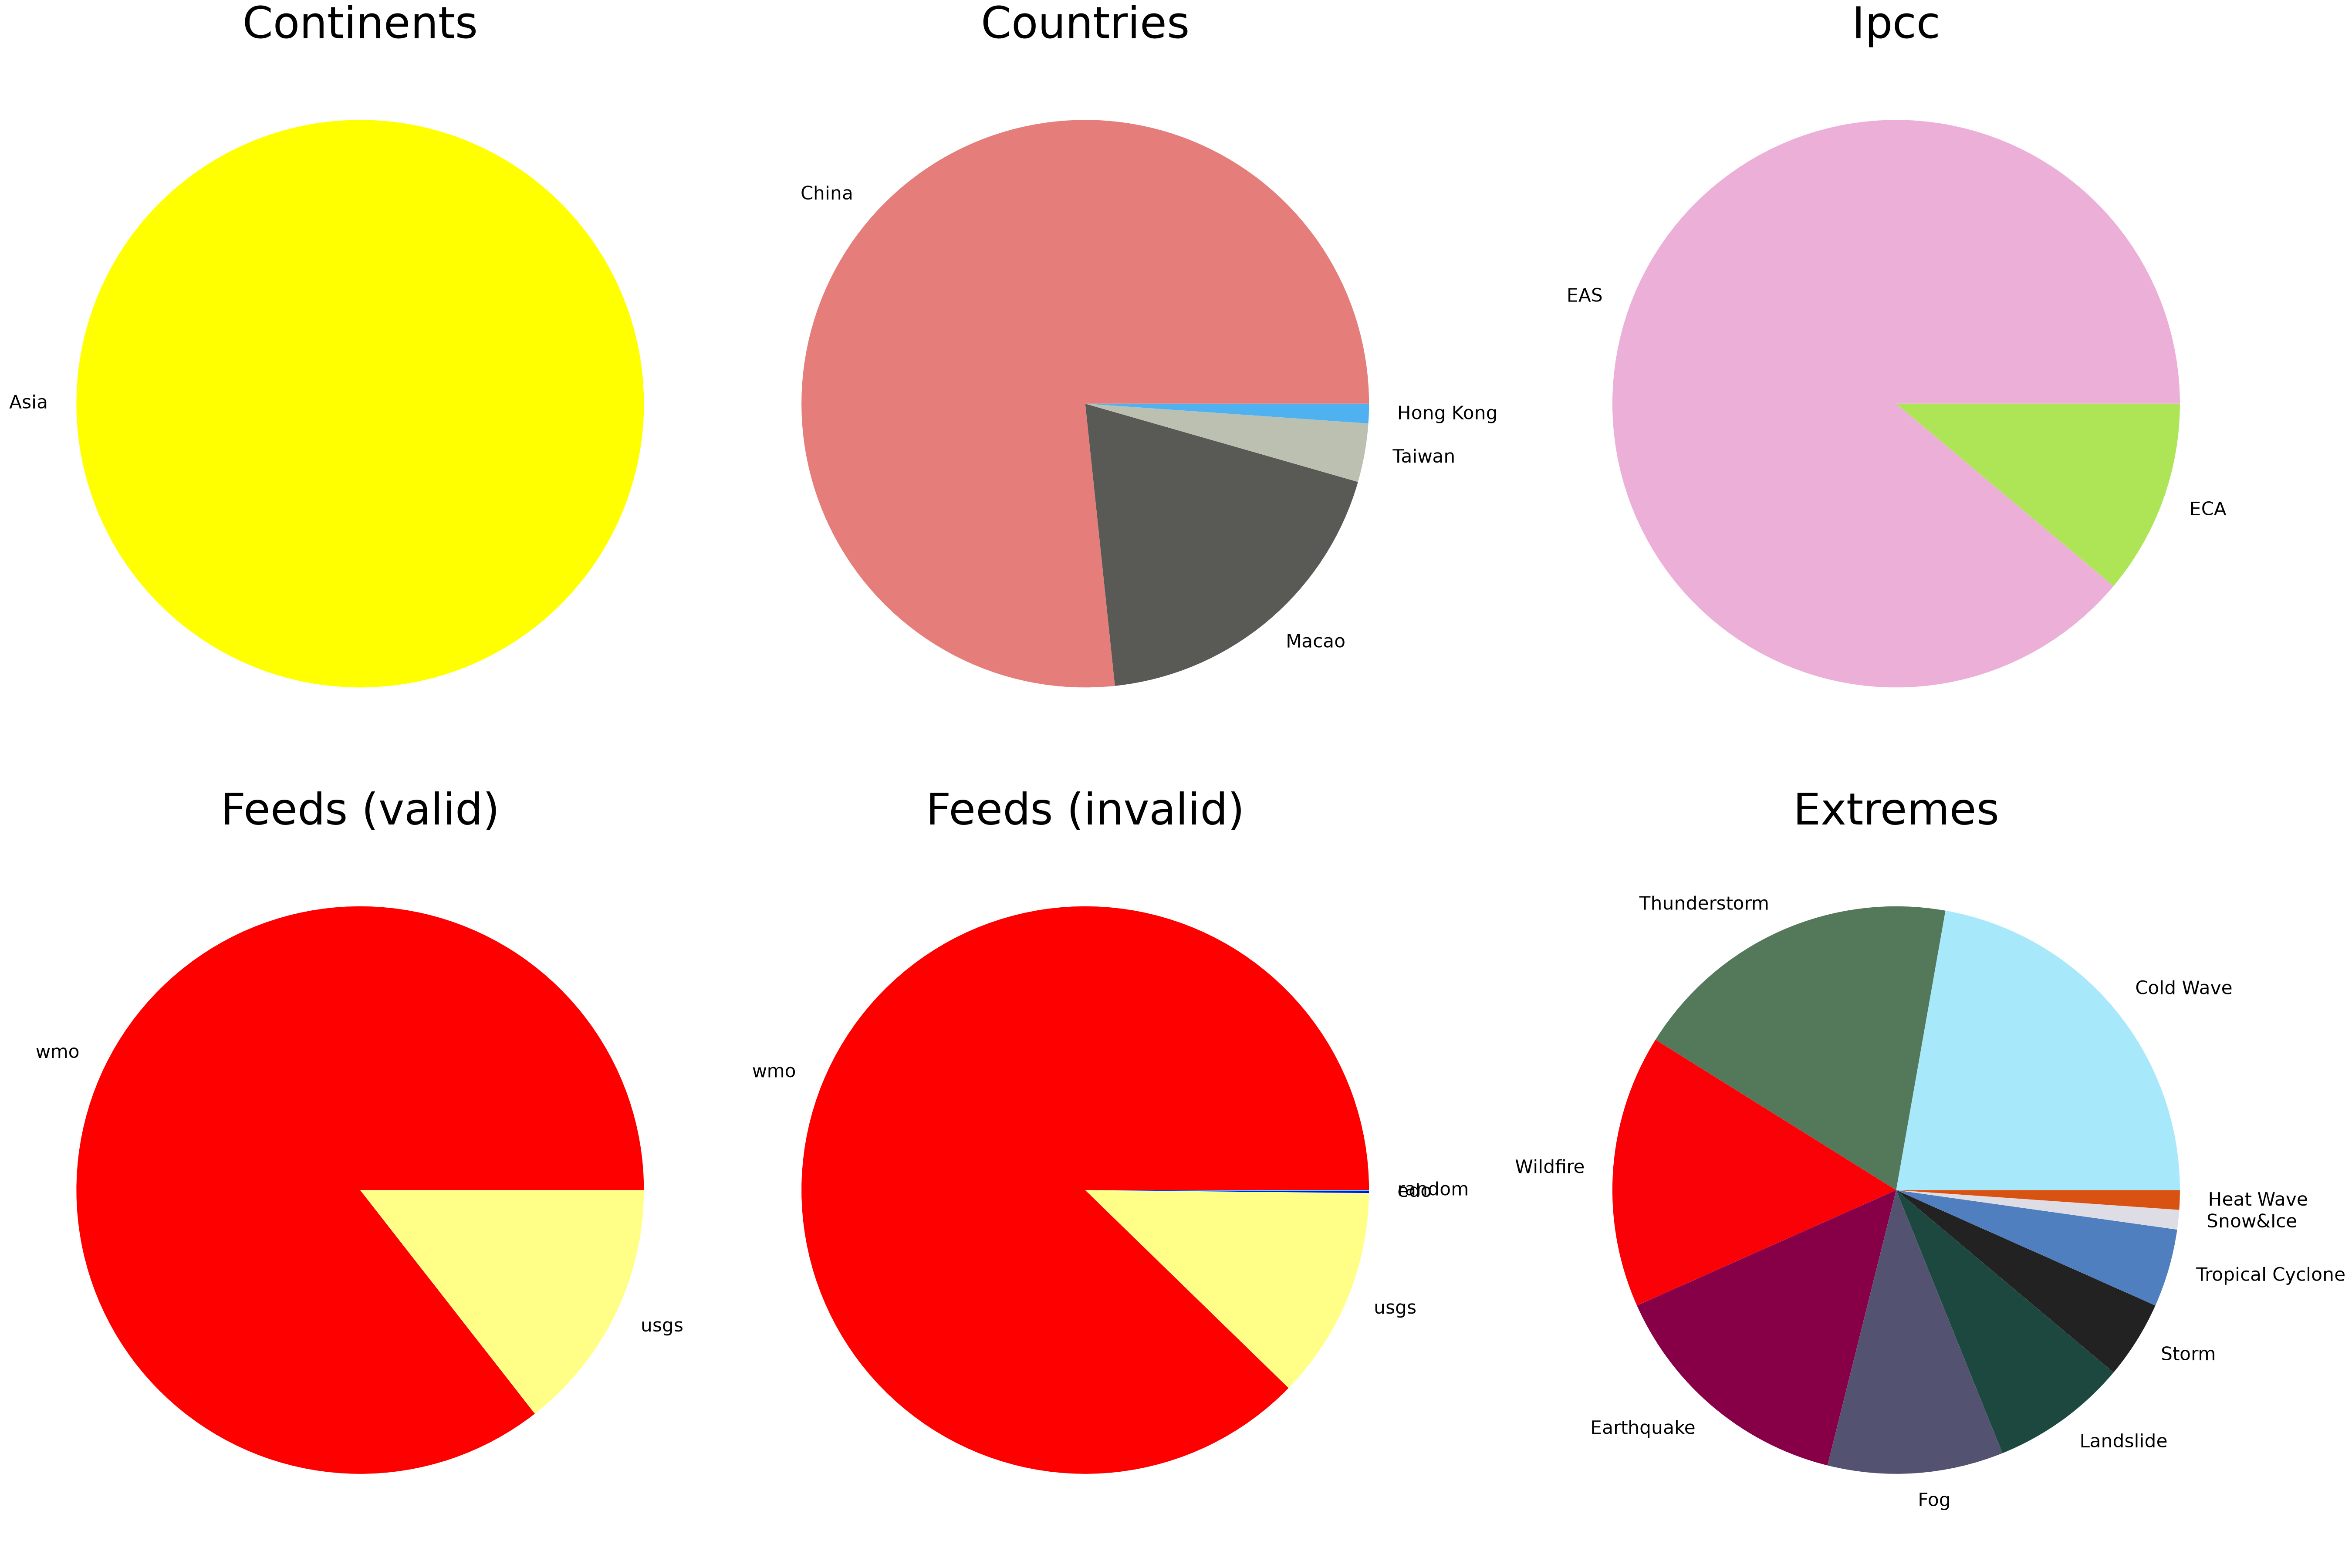 Continents
Asia
Countries
China
Hong Kong
Taiwan
Macao
Ipcc
EAS
ECA
Feeds (valid)
wmo
usgs
Feeds (invalid)
wmo
random
edo
usgs
Extremes
Thunderstorm
Cold Wave
Wildfire
Heat Wave
Snow&Ice
Tropical Cyclone
Storm
Earthquake
Landslide
Fog